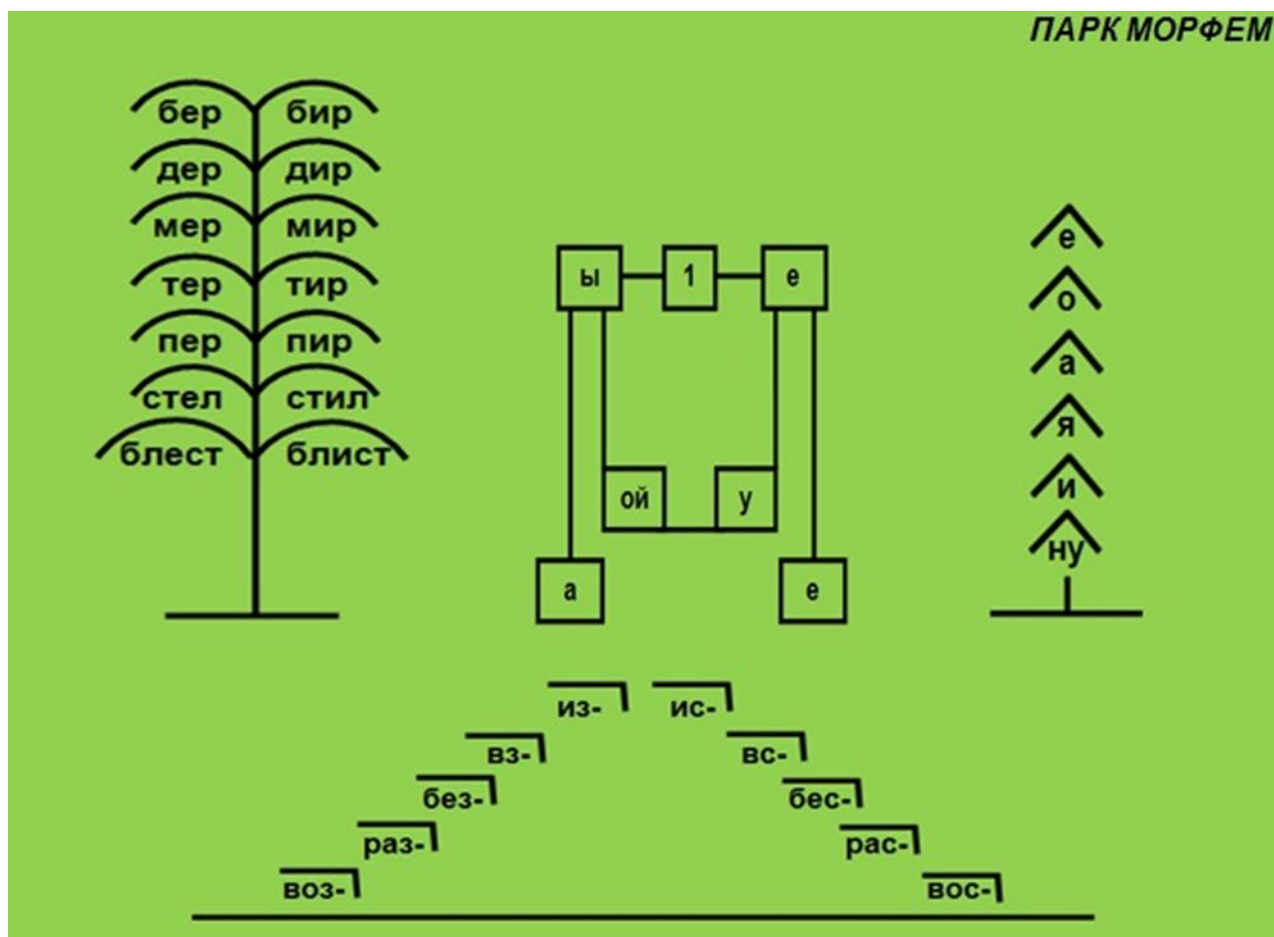 ПАРК МОРФЕМ
бер бир
дер дир
мер мир
тер тир
пер пир
стел стил
блест блист
ы 1 е
ой у
а е
е
о
а
я
и
ну
из- ис-
вз- вс-
без- бес-
раз- рас-
воз- вос-